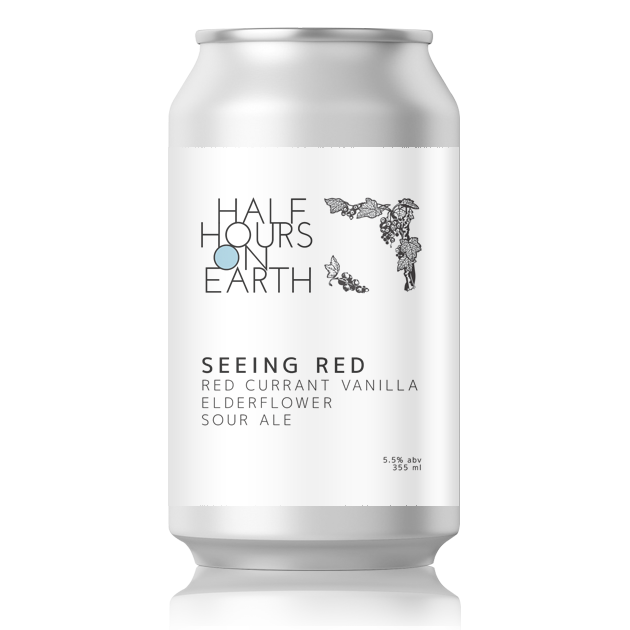 HALF
HOURS
ON
EARTH
SEEING RED
RED CURRANT VANILLA
ELDERFLOWER
SOUR ALE
5.5% abv
355 ml